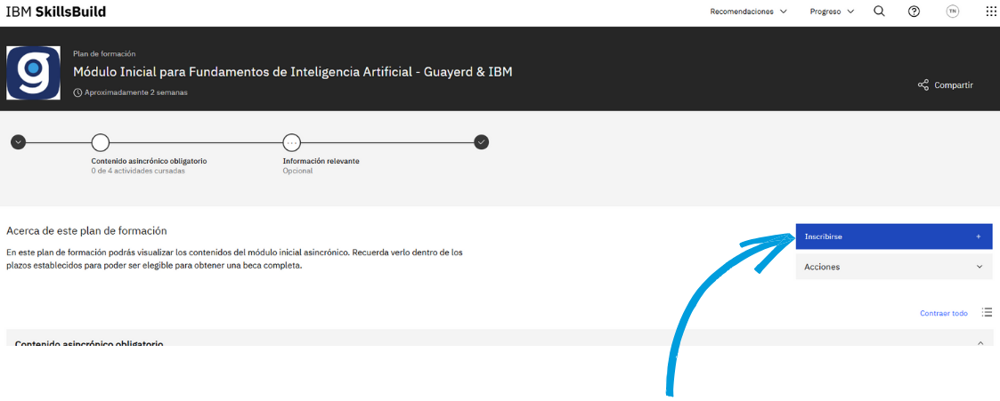 IBM SkillsBuild
Recomendaciones
Progreso
TN
Plan de formación
Módulo Inicial para Fundamentos de Inteligencia Artificial - Guayerd & IBM
Aproximadamente 2 semanas
Compartir
Contenido asincrónico obligatorio
0 de 4 actividades cursadas
Información relevante
Opcional
Acerca de este plan de formación
En este plan de formación podrás visualizar los contenidos del módulo inicial asincrónico. Recuerda verlo dentro de los
plazos establecidos para poder ser elegible para obtener una beca completa.
Inscribirse +
Acciones
Contraer todo
Contenido asincrónico obligatorio